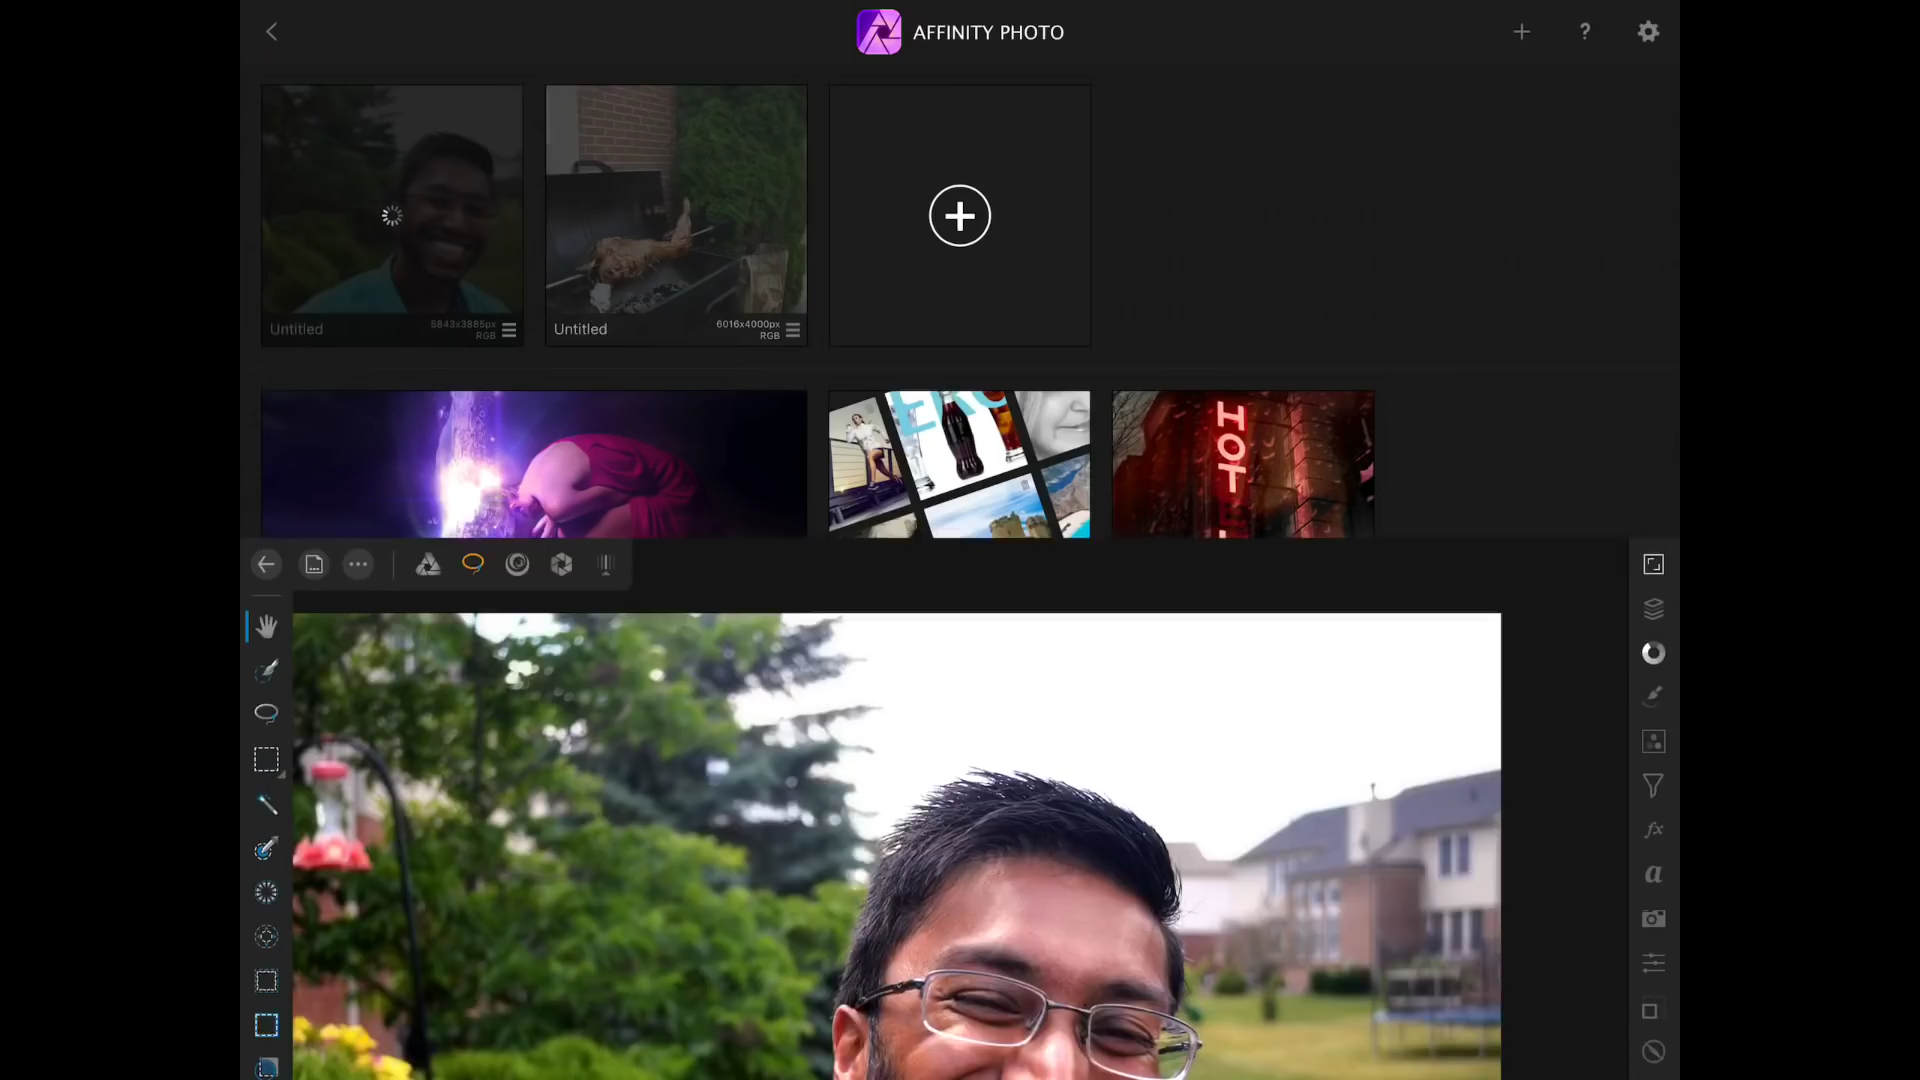 AFFINITY PHOTO
Untitled
5843x3885px
RGB
Untitled
6016x4000px
RGB
HOT